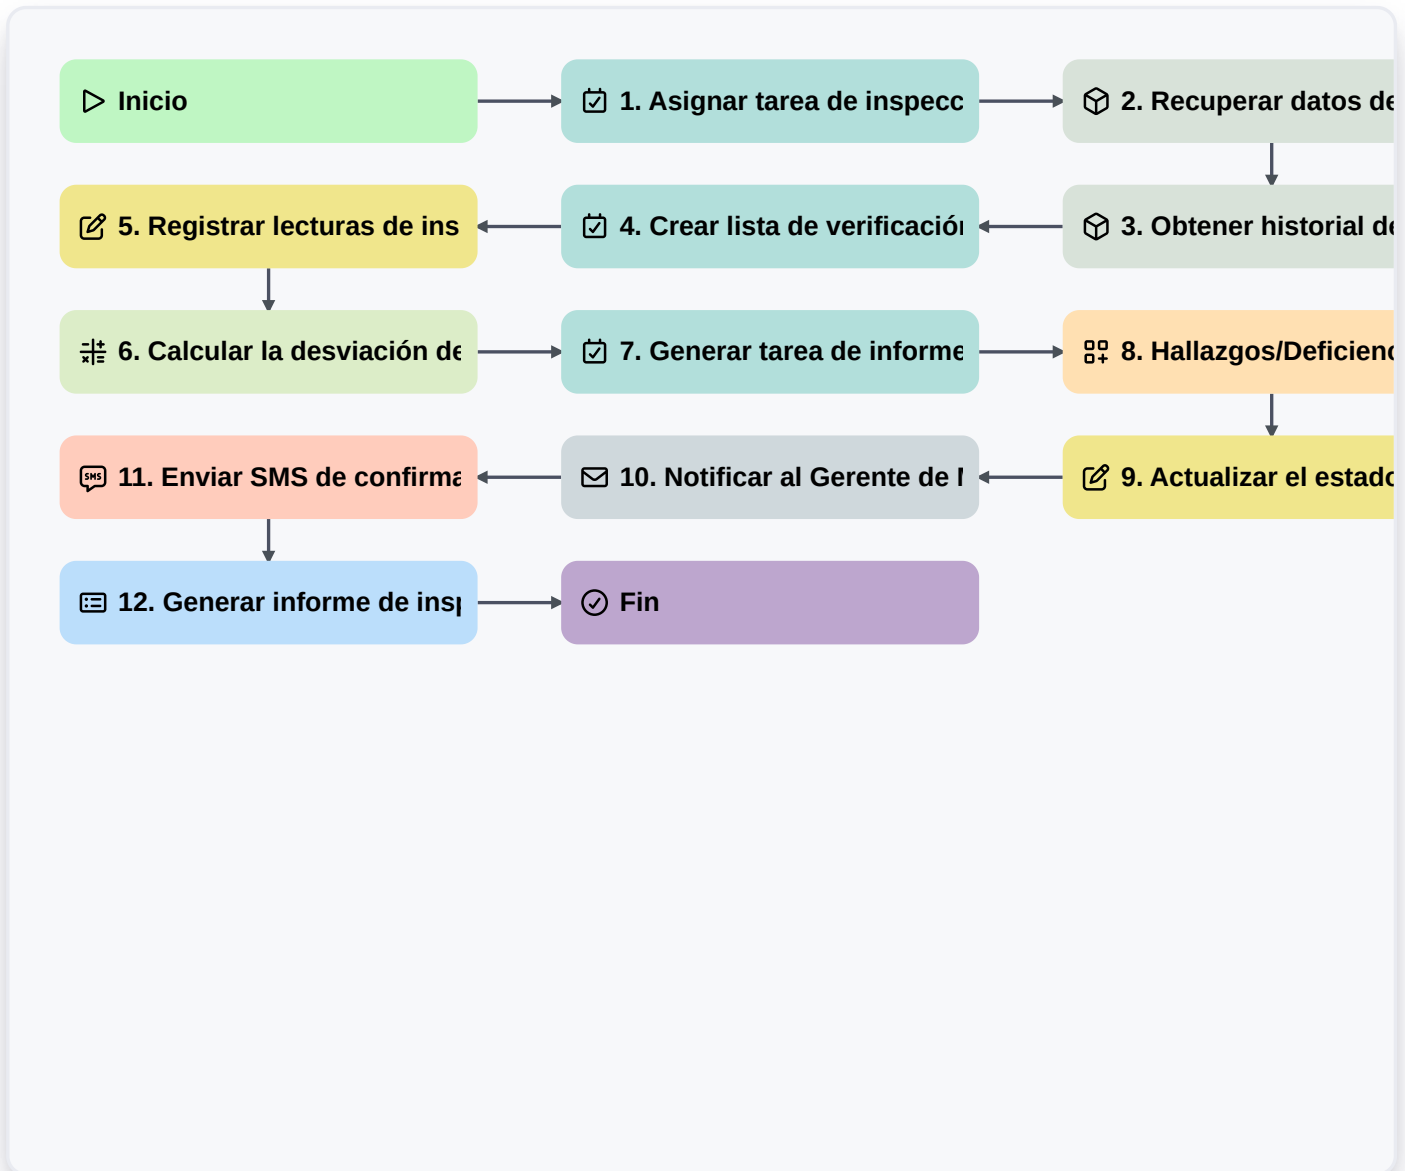 Inicio
1. Asignar tarea de inspecc
2. Recuperar datos de
5. Registrar lecturas de ins
4. Crear lista de verificación
3. Obtener historial de
6. Calcular la desviación de
7. Generar tarea de informe
8. Hallazgos/Deficienc
11. Enviar SMS de confirma
10. Notificar al Gerente de
9. Actualizar el estado
12. Generar informe de insp
Fin